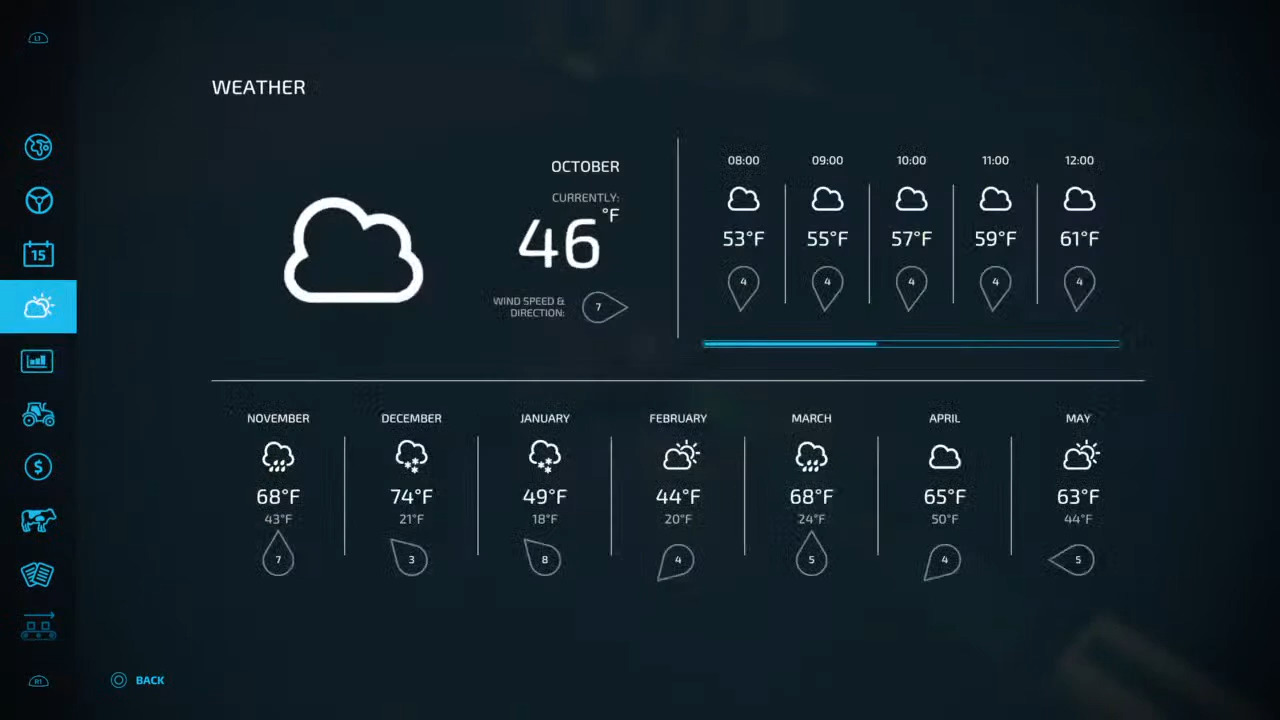 L1
WEATHER
OCTOBER
CURRENTLY:
46 °F
WIND SPEED &
DIRECTION:
7
08:00 09:00 10:00 11:00 12:00
53°F 55°F 57°F 59°F 61°F
4 4 4 4 4
15
$
NOVEMBER DECEMBER JANUARY FEBRUARY MARCH APRIL MAY
68°F 74°F 49°F 44°F 68°F 65°F 63°F
43°F 21°F 18°F 20°F 24°F 50°F 44°F
7 3 8 4 5 4 5
R1
BACK